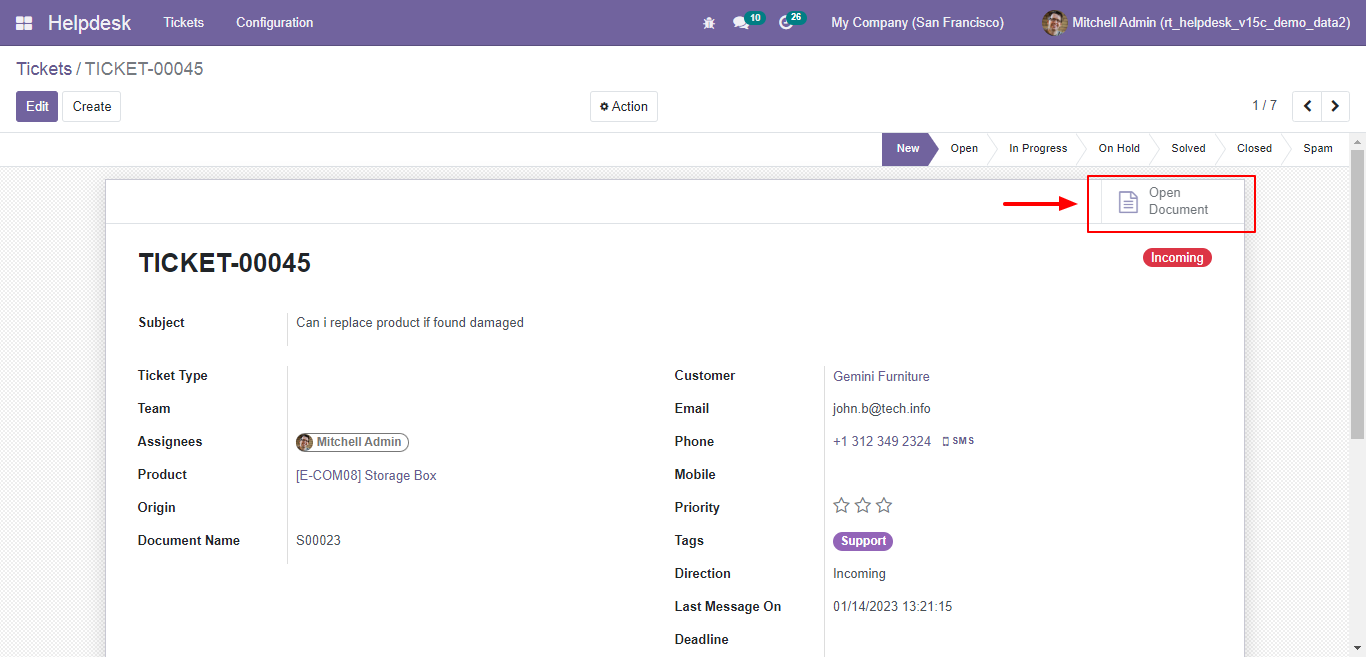 Helpdesk Tickets Configuration 10 26 My Company (San Francisco) Mitchell Admin (rt_helpdesk_v15c_demo_data2)
Tickets / TICKET-00045
Edit Create Action 1 / 7
New Open In Progress On Hold Solved Closed Spam
Open
Document
TICKET-00045 Incoming
Subject Can i replace product if found damaged
Ticket Type Customer Gemini Furniture
Team Email john.b@tech.info
Assignees Mitchell Admin Phone +1 312 349 2324 SMS
Product [E-COM08] Storage Box Mobile
Origin Priority
Document Name S00023 Tags Support
Direction Incoming
Last Message On 01/14/2023 13:21:15
Deadline